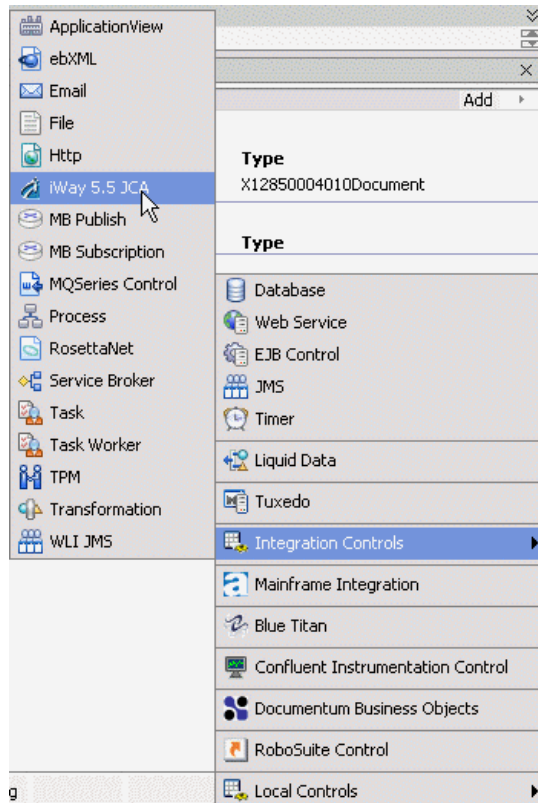 ApplicationView
ebXML
Email
File
Http
iWay 5.5 JCA
MB Publish
MB Subscription
MQSeries Control
Process
RosettaNet
Service Broker
Task
Task Worker
TPM
Transformation
WLI JMS
Add
Type
X12850004010Document
Type
Database
Web Service
EJB Control
JMS
Timer
Liquid Data
Tuxedo
Integration Controls
Mainframe Integration
Blue Titan
Confluent Instrumentation Control
Documentum Business Objects
RoboSuite Control
Local Controls
g